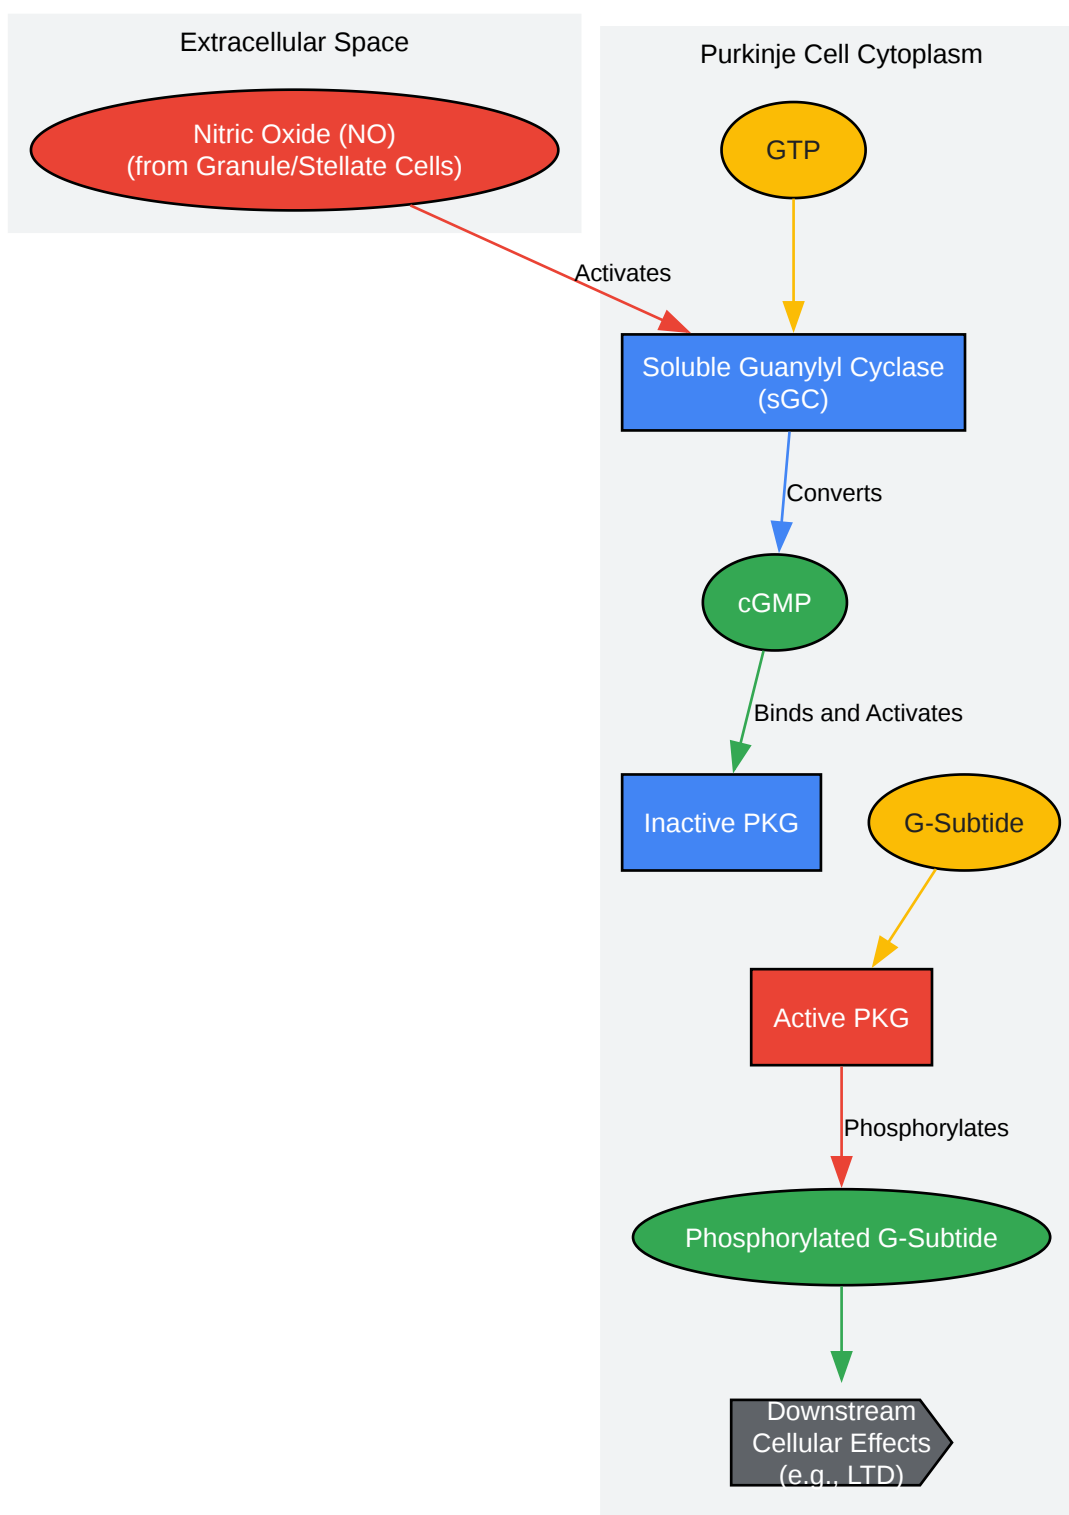 Extracellular Space
Purkinje Cell Cytoplasm
Nitric Oxide (NO)
(from Granule/Stellate Cells)
GTP
Activates
Soluble Guanylyl Cyclase
(sGC)
Converts
cGMP
Binds and Activates
Inactive PKG
G-Subtide
Active PKG
Phosphorylates
Phosphorylated G-Subtide
Downstream
Cellular Effects
(e.g., LTD)